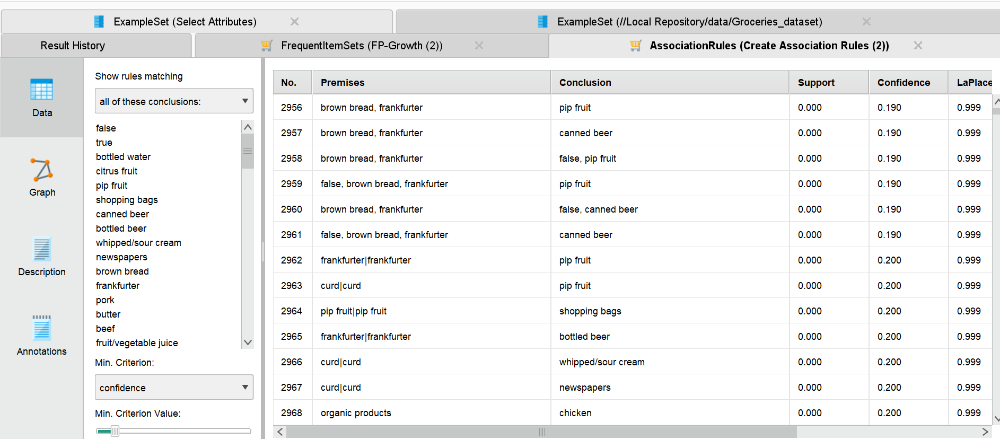 ExampleSet (Select Attributes)
ExampleSet (//Local Repository/data/Groceries_dataset)
Result History
FrequentItemSets (FP-Growth (2))
AssociationRules (Create Association Rules (2))
Data
Graph
Description
Annotations
Show rules matching
all of these conclusions:
false
true
bottled water
citrus fruit
pip fruit
shopping bags
canned beer
bottled beer
whipped/sour cream
newspapers
brown bread
frankfurter
pork
butter
beef
fruit/vegetable juice
Min. Criterion:
confidence
Min. Criterion Value:
No. Premises Conclusion Support Confidence LaPlace
2956 brown bread, frankfurter pip fruit 0.000 0.190 0.999
2957 brown bread, frankfurter canned beer 0.000 0.190 0.999
2958 brown bread, frankfurter false, pip fruit 0.000 0.190 0.999
2959 false, brown bread, frankfurter pip fruit 0.000 0.190 0.999
2960 brown bread, frankfurter false, canned beer 0.000 0.190 0.999
2961 false, brown bread, frankfurter canned beer 0.000 0.190 0.999
2962 frankfurter|frankfurter pip fruit 0.000 0.200 0.999
2963 curd|curd pip fruit 0.000 0.200 0.999
2964 pip fruit|pip fruit shopping bags 0.000 0.200 0.999
2965 frankfurter|frankfurter bottled beer 0.000 0.200 0.999
2966 curd|curd whipped/sour cream 0.000 0.200 0.999
2967 curd|curd newspapers 0.000 0.200 0.999
2968 organic products chicken 0.000 0.200 0.999